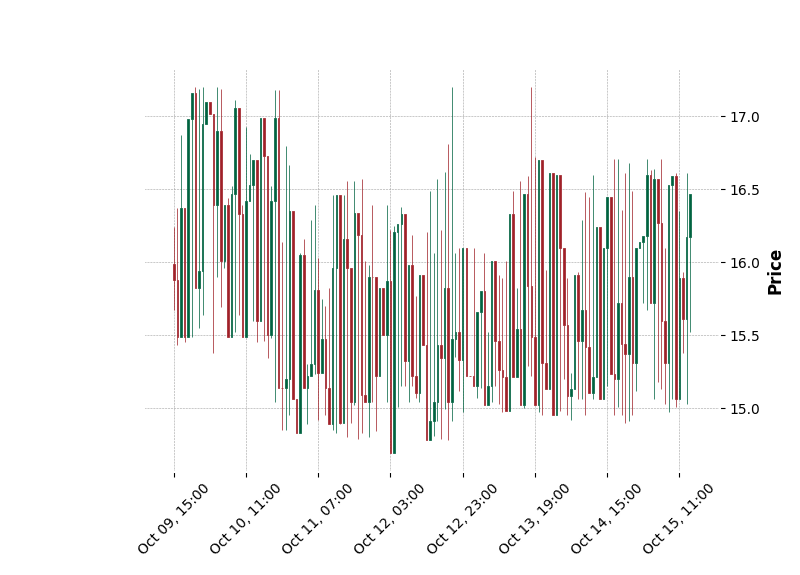 17.0
16.5
16.0
15.5
15.0
Price
Oct 09, 15:00
Oct 10, 11:00
Oct 11, 07:00
Oct 12, 03:00
Oct 12, 23:00
Oct 13, 19:00
Oct 14, 15:00
Oct 15, 11:00